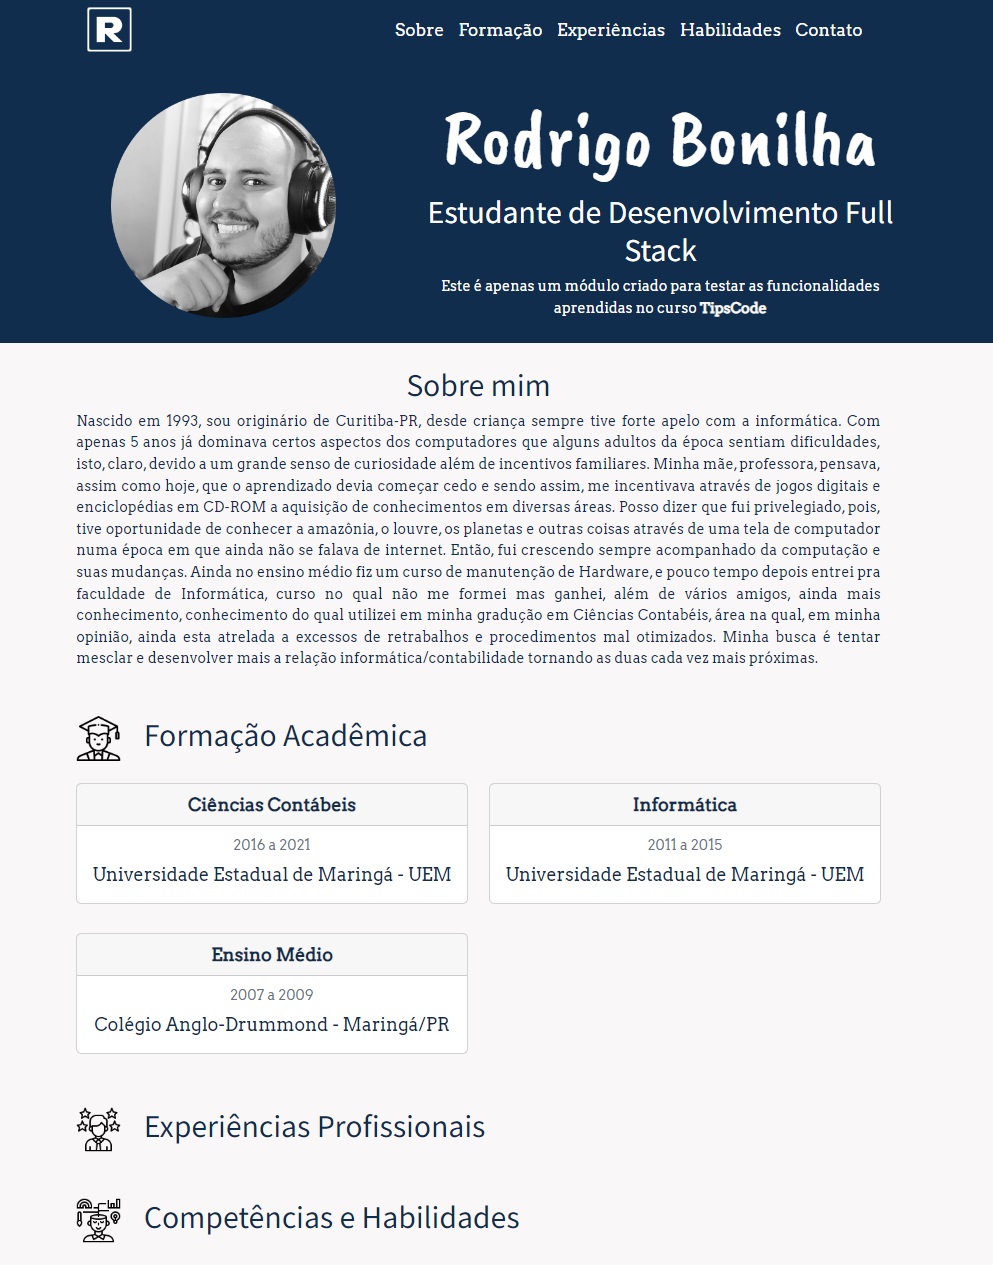 R
Sobre Formação Experiências Habilidades Contato
Rodrigo Bonilha
Estudante de Desenvolvimento Full
Stack
Este é apenas um módulo criado para testar as funcionalidades
aprendidas no curso TipsCode
Sobre mim
Nascido em 1993, sou originário de Curitiba-PR, desde criança sempre tive forte apelo com a informática. Com
apenas 5 anos já dominava certos aspectos dos computadores que alguns adultos da época sentiam dificuldades,
isto, claro, devido a um grande senso de curiosidade além de incentivos familiares. Minha mãe, professora, pensava,
assim como hoje, que o aprendizado devia começar cedo e sendo assim, me incentivava através de jogos digitais e
enciclopédias em CD-ROM a aquisição de conhecimentos em diversas áreas. Posso dizer que fui privelegiado, pois,
tive oportunidade de conhecer a amazônia, o louvre, os planetas e outras coisas através de uma tela de computador
numa época em que ainda não se falava de internet. Então, fui crescendo sempre acompanhado da computação e
suas mudanças. Ainda no ensino médio fiz um curso de manutenção de Hardware, e pouco tempo depois entrei pra
faculdade de Informática, curso no qual não me formei mas ganhei, além de vários amigos, ainda mais
conhecimento, conhecimento do qual utilizei em minha gradução em Ciências Contabéis, área na qual, em minha
opinião, ainda esta atrelada a excessos de retrabalhos e procedimentos mal otimizados. Minha busca é tentar
mesclar e desenvolver mais a relação informática/contabilidade tornando as duas cada vez mais próximas.
Formação Acadêmica
Ciências Contábeis
2016 a 2021
Universidade Estadual de Maringá - UEM
Informática
2011 a 2015
Universidade Estadual de Maringá - UEM
Ensino Médio
2007 a 2009
Colégio Anglo-Drummond - Maringá/PR
Experiências Profissionais
Competências e Habilidades